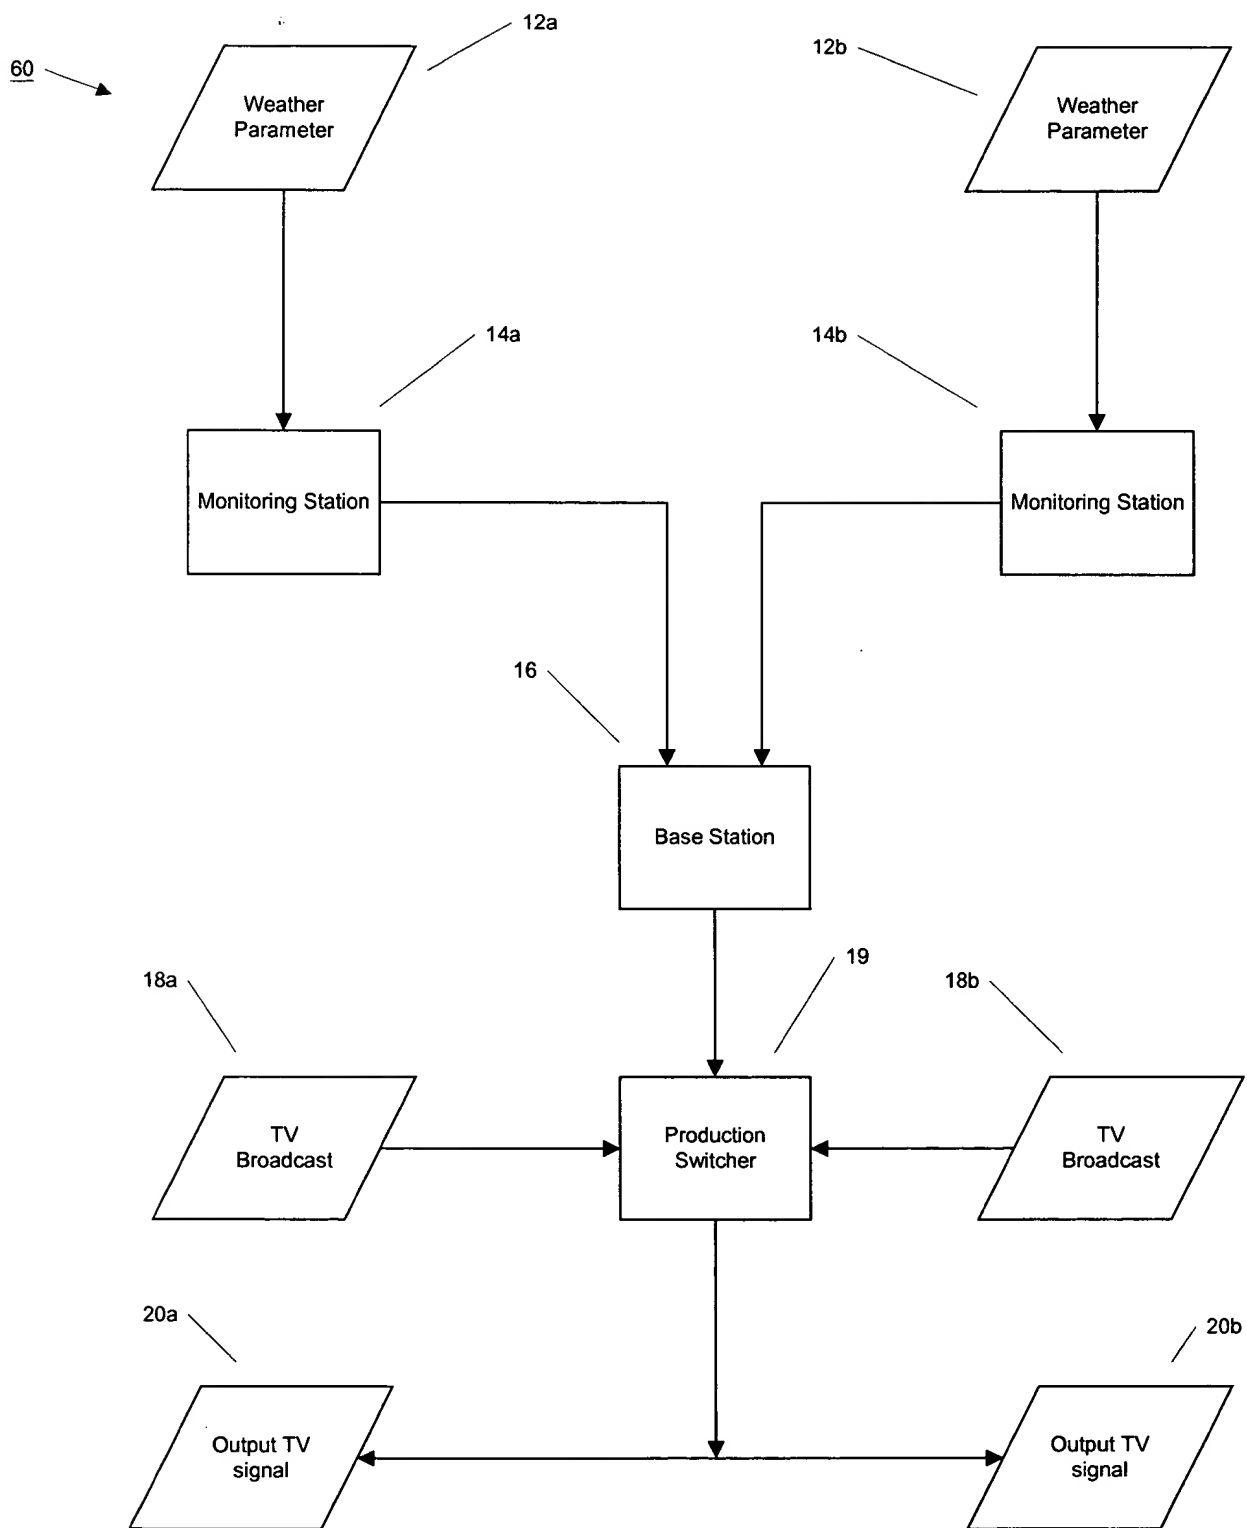 12a
12b
60
Weather
Parameter
Weather
Parameter
14a
14b
Monitoring Station
Monitoring Station
16
Base Station
19
18a
18b
TV
Broadcast
Production
Switcher
TV
Broadcast
20a
20b
Output TV
signal
Output TV
signal